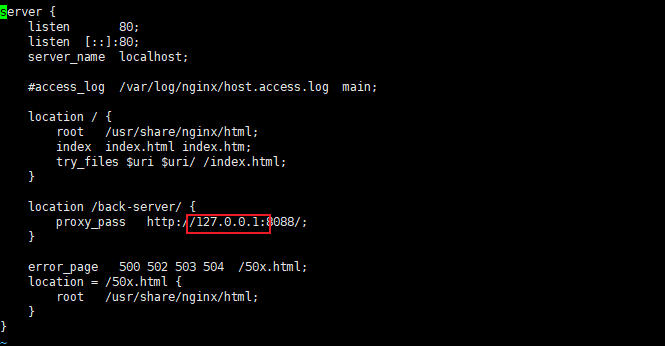 server {
    listen       80;
    listen  [::]:80;
    server_name  localhost;

    #access_log  /var/log/nginx/host.access.log  main;

    location / {
        root   /usr/share/nginx/html;
        index  index.html index.htm;
        try_files $uri $uri/ /index.html;
    }

    location /back-server/ {
        proxy_pass   http://127.0.0.1:8088/;
    }

    error_page   500 502 503 504  /50x.html;
    location = /50x.html {
        root   /usr/share/nginx/html;
    }
}
~